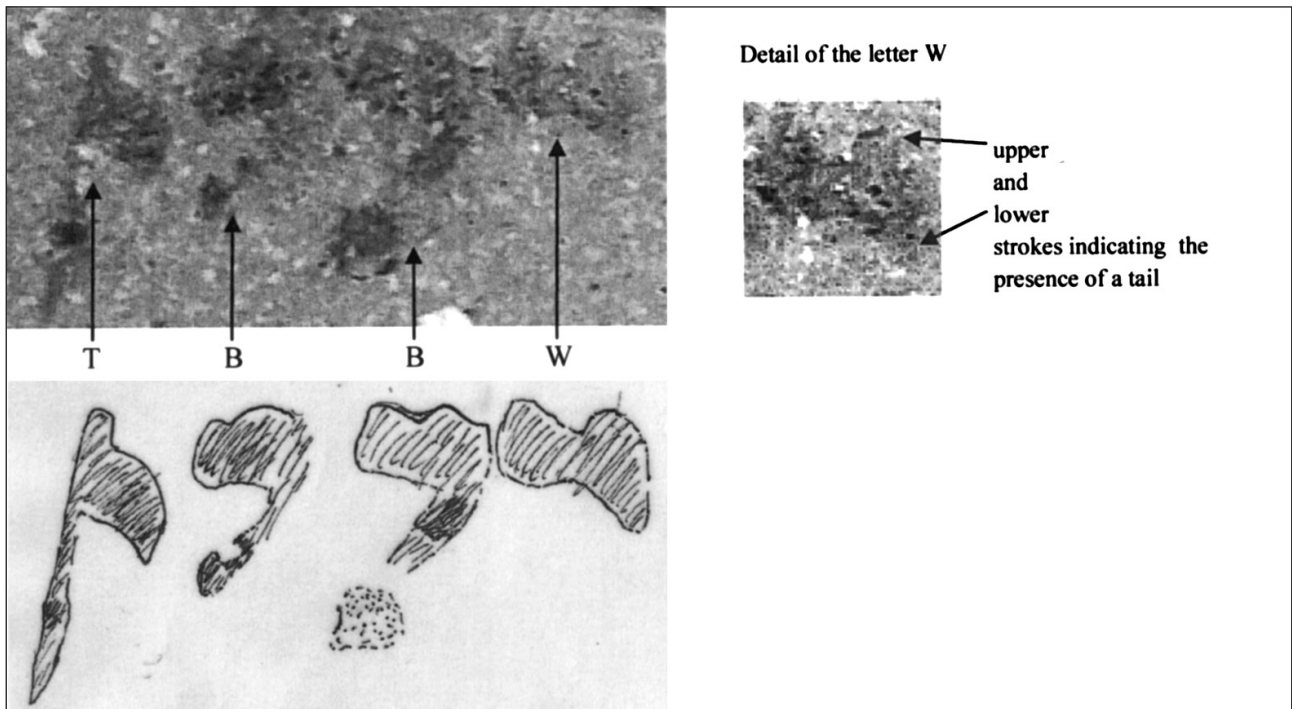 Detail of the letter W
upper
and
lower
strokes indicating the
presence of a tail
T B B W